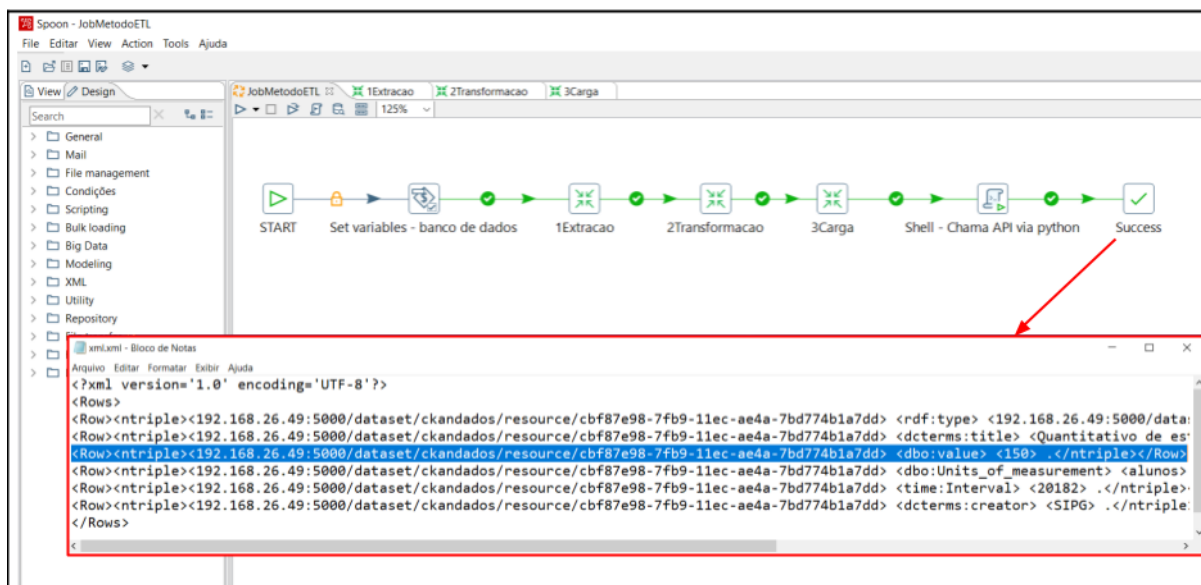 Spoon - JobMetodoETL
File Editar View Action Tools Ajuda
View Design
JobMetodoETL 1Extracao 2Transformacao 3Carga
Search
125%
General
Mail
File management
Condições
Scripting
Bulk loading
Big Data
Modeling
XML
Utility
Repository
START Set variables - banco de dados 1Extracao 2Transformacao 3Carga Shell - Chama API via python Success
xml.xml - Bloco de Notas
Arquivo Editar Formatar Exibir Ajuda
<?xml version='1.0' encoding='UTF-8'?>
<Rows>
<Row><ntriple><192.168.26.49:5000/dataset/ckandados/resource/cbf87e98-7fb9-11ec-ae4a-7bd774b1a7dd> <rdf:type> <192.168.26.49:5000/data
<Row><ntriple><192.168.26.49:5000/dataset/ckandados/resource/cbf87e98-7fb9-11ec-ae4a-7bd774b1a7dd> <dcterms:title> <Quantitativo de es
<Row><ntriple><192.168.26.49:5000/dataset/ckandados/resource/cbf87e98-7fb9-11ec-ae4a-7bd774b1a7dd> <dbo:value> <150> .</ntriple></Row>
<Row><ntriple><192.168.26.49:5000/dataset/ckandados/resource/cbf87e98-7fb9-11ec-ae4a-7bd774b1a7dd> <dbo:Units_of_measurement> <alunos>
<Row><ntriple><192.168.26.49:5000/dataset/ckandados/resource/cbf87e98-7fb9-11ec-ae4a-7bd774b1a7dd> <time:Interval> <20182> .</ntriple>
<Row><ntriple><192.168.26.49:5000/dataset/ckandados/resource/cbf87e98-7fb9-11ec-ae4a-7bd774b1a7dd> <dcterms:creator> <SIPG> .</ntriple
</Rows>